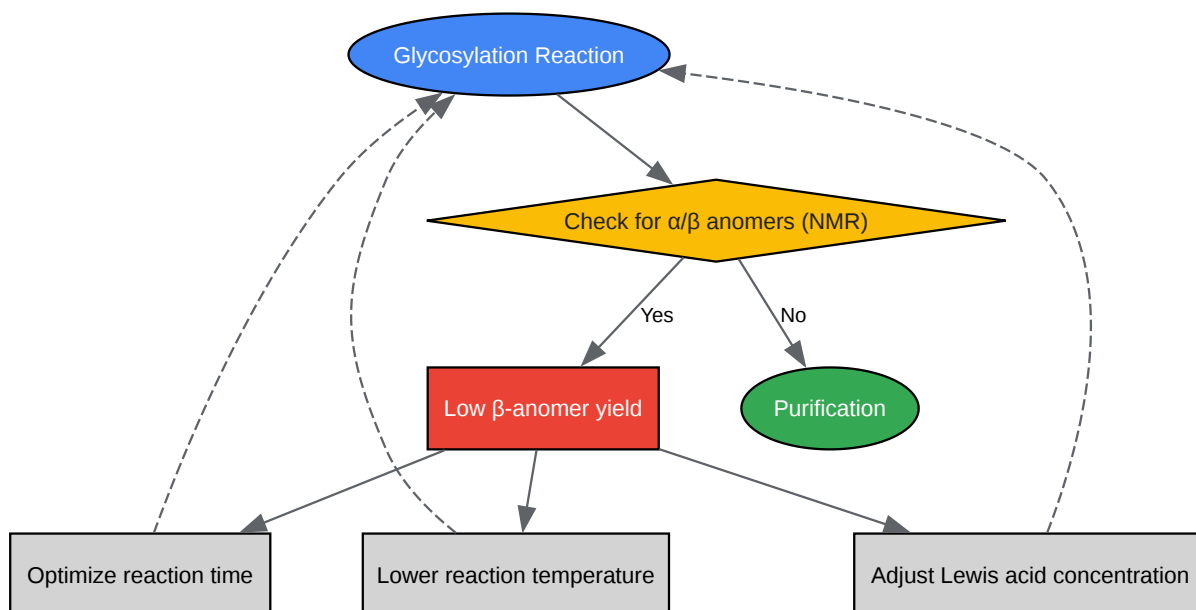 Glycosylation Reaction
Check for α/β anomers (NMR)
Yes
No
Low β-anomer yield
Purification
Optimize reaction time
Lower reaction temperature
Adjust Lewis acid concentration